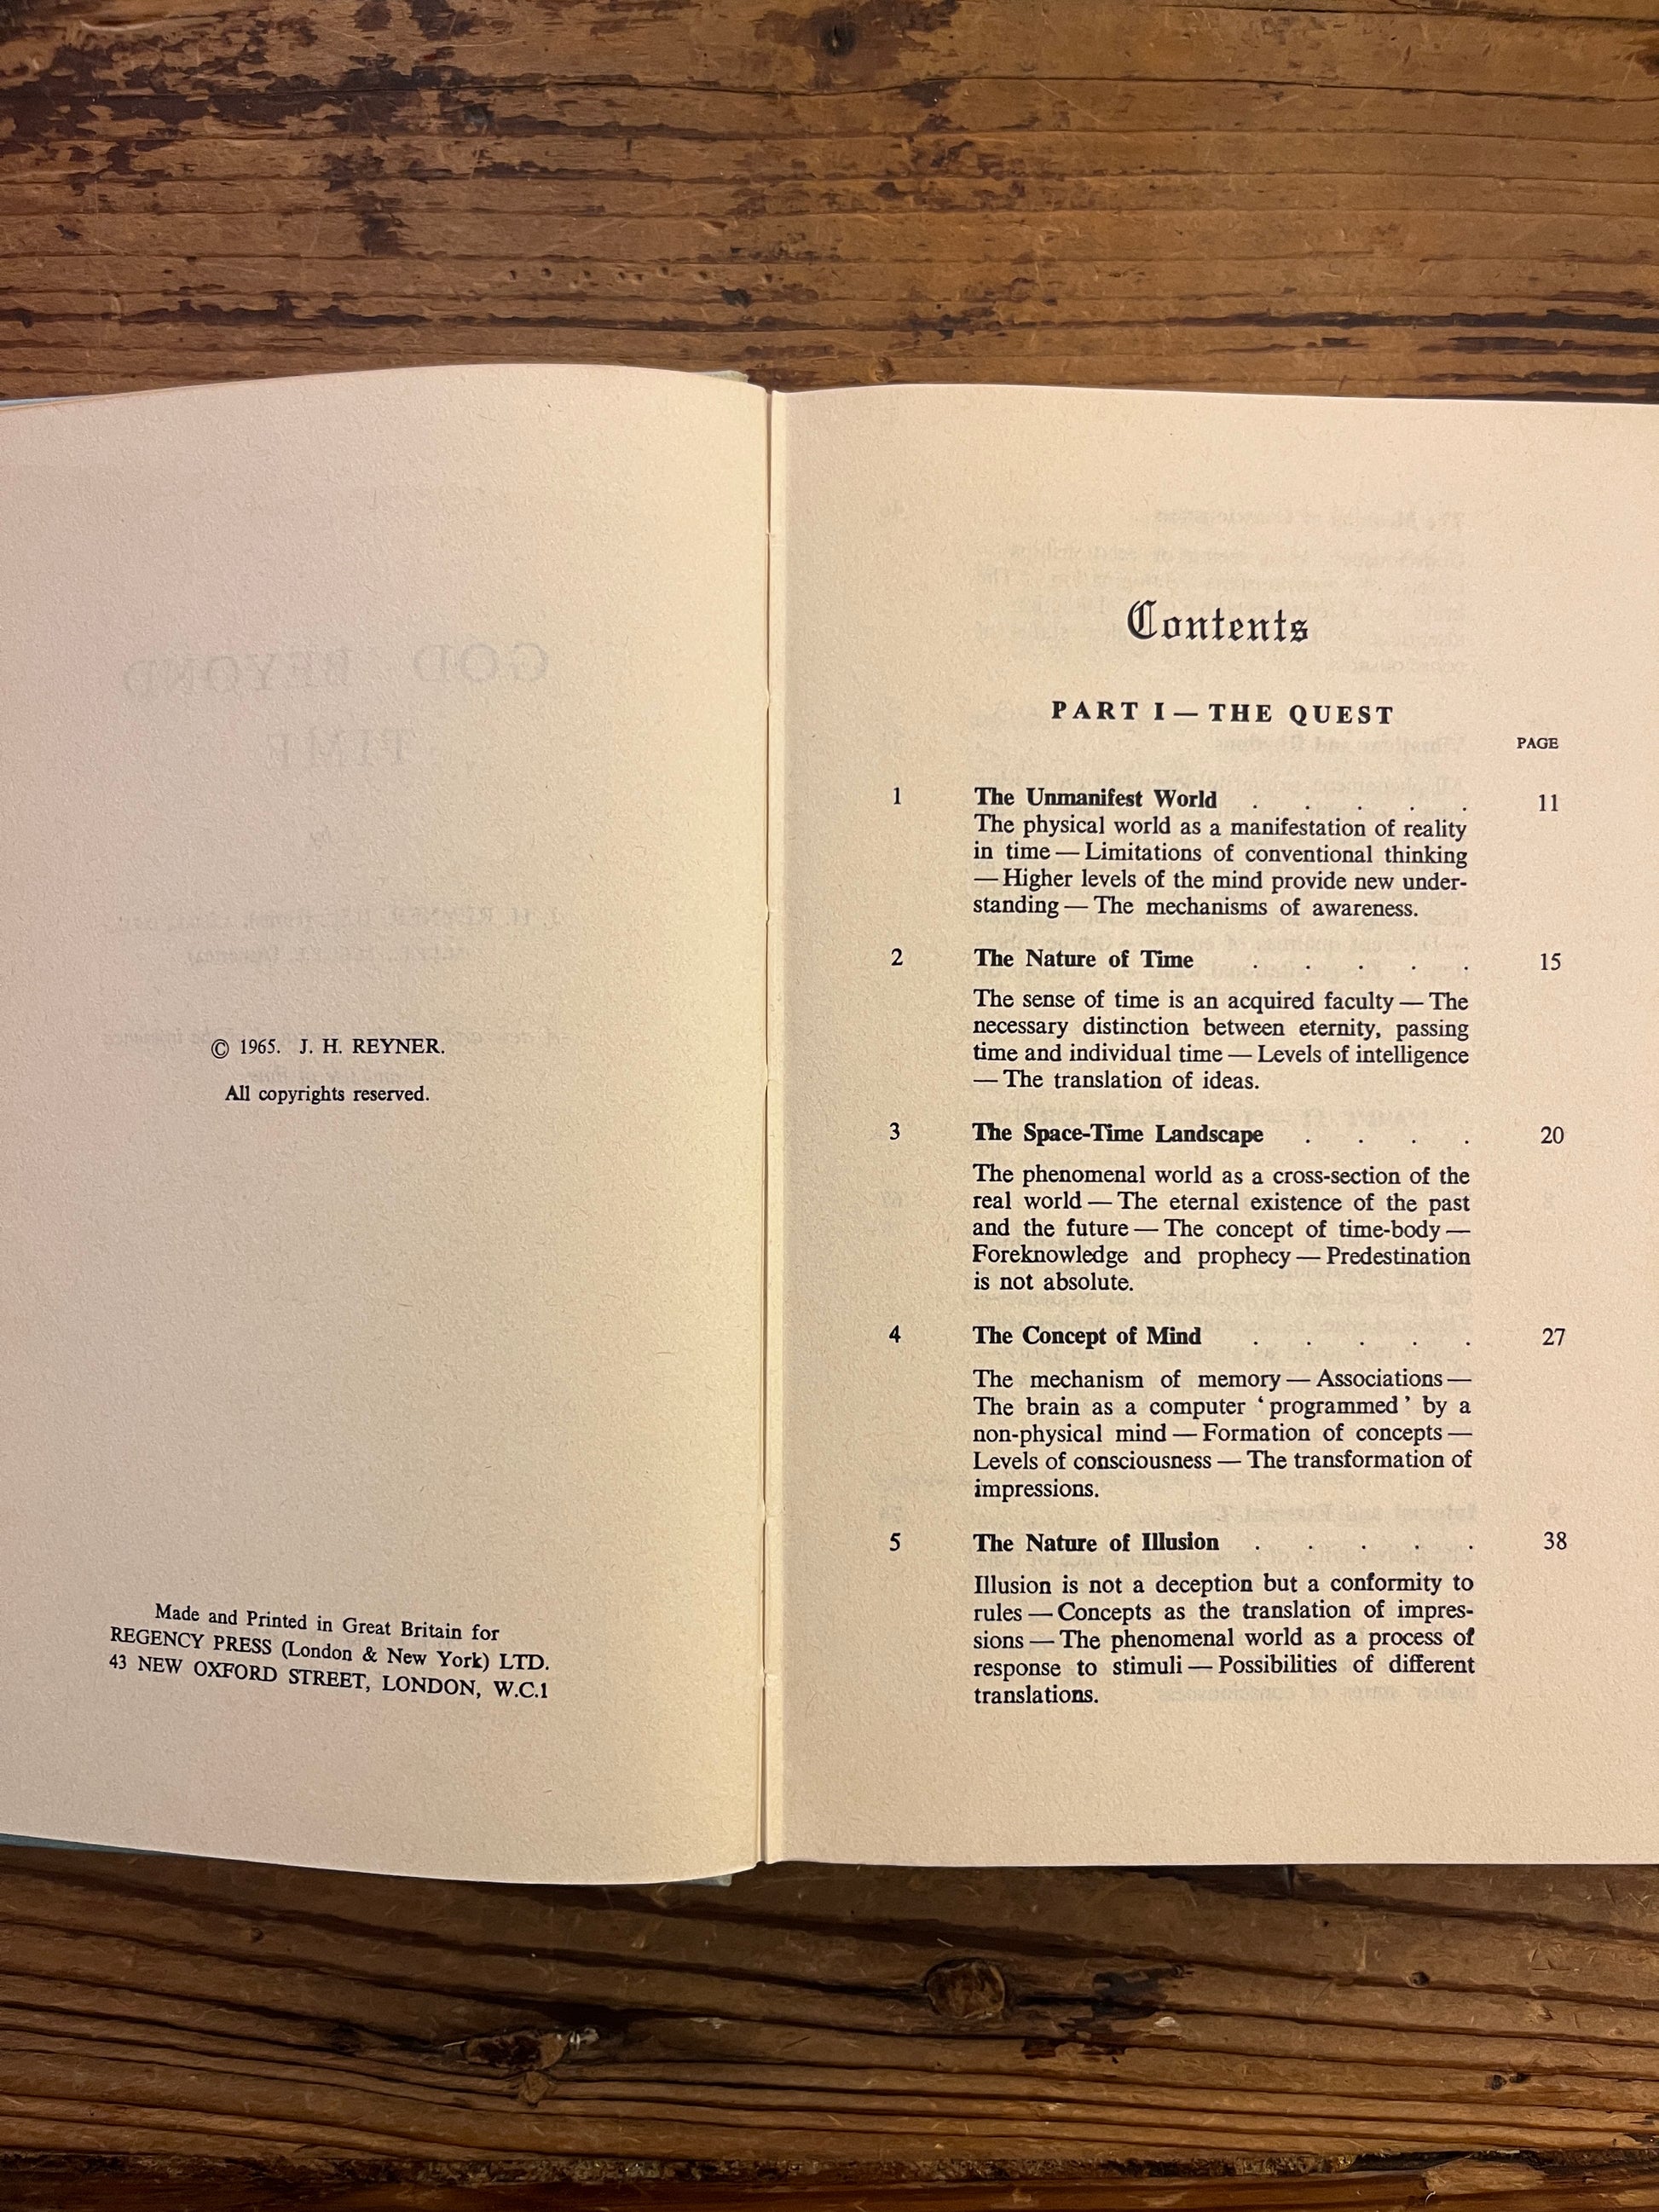 © 1965. J. H. REYNER.
All copyrights reserved.
Made and Printed in Great Britain for
REGENCY PRESS (London & New York) LTD.
43 NEW OXFORD STREET, LONDON, W.C.1
Contents
PART I — THE QUEST
PAGE
1 The Unmanifest World . . . . . 11
The physical world as a manifestation of reality
in time — Limitations of conventional thinking
— Higher levels of the mind provide new under-
standing — The mechanisms of awareness.
2 The Nature of Time . . . . . 15
The sense of time is an acquired faculty — The
necessary distinction between eternity, passing
time and individual time — Levels of intelligence
— The translation of ideas.
3 The Space-Time Landscape . . . . 20
The phenomenal world as a cross-section of the
real world — The eternal existence of the past
and the future — The concept of time-body —
Foreknowledge and prophecy — Predestination
is not absolute.
4 The Concept of Mind . . . . . 27
The mechanism of memory — Associations —
The brain as a computer ‘programmed’ by a
non-physical mind — Formation of concepts —
Levels of consciousness — The transformation of
impressions.
5 The Nature of Illusion . . . . . 38
Illusion is not a deception but a conformity to
rules — Concepts as the translation of impres-
sions — The phenomenal world as a process of
response to stimuli — Possibilities of different
translations.